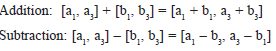 Addition: [a₁, a₃] + [b₁, b₃] = [a₁ + b₁, a₃ + b₃]
Subtraction: [a₁, a₃] – [b₁, b₃] = [a₁ – b₃, a₃ – b₁]